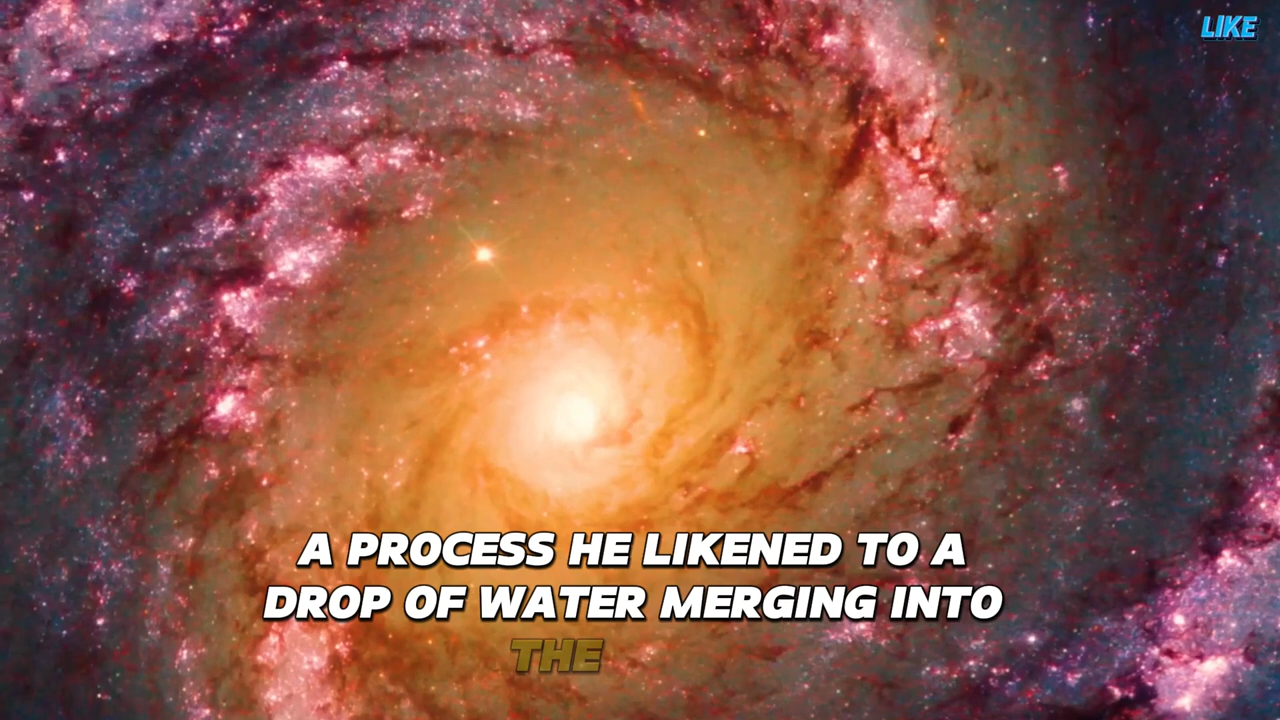 LIKE
A PROCESS HE LIKENED TO A
DROP OF WATER MERGING INTO
THE